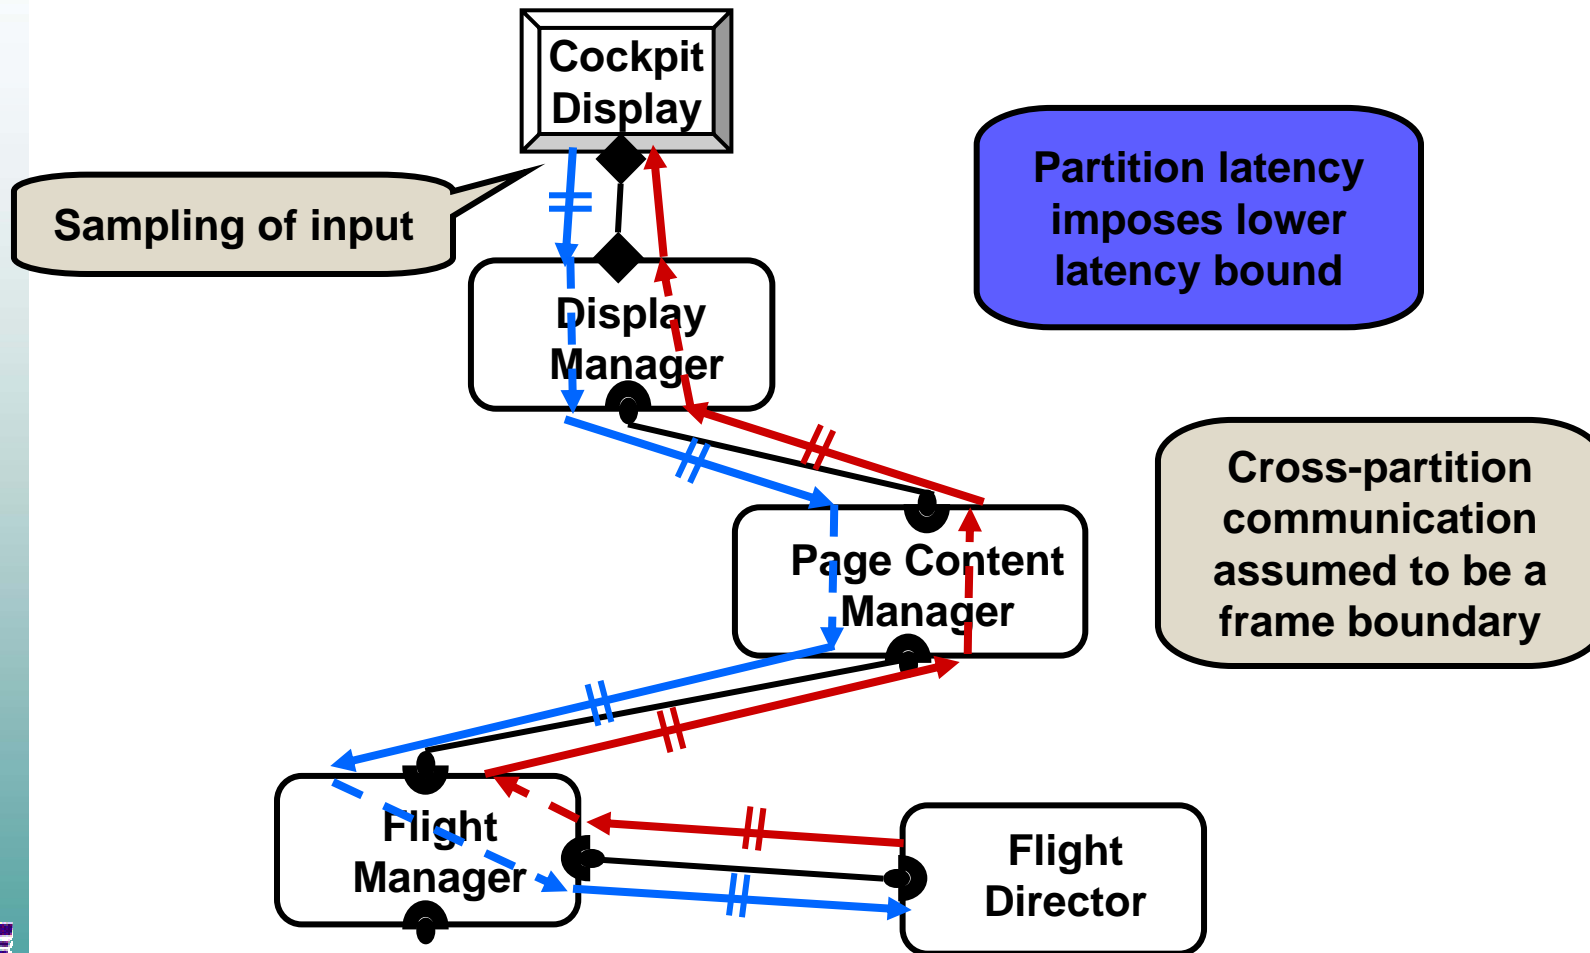 Cockpit
Display
Sampling of input
Partition latency
imposes lower
latency bound
Display
Manager
Cross-partition
communication
assumed to be a
frame boundary
Page Content
Manager
Flight
Manager
Flight
Director